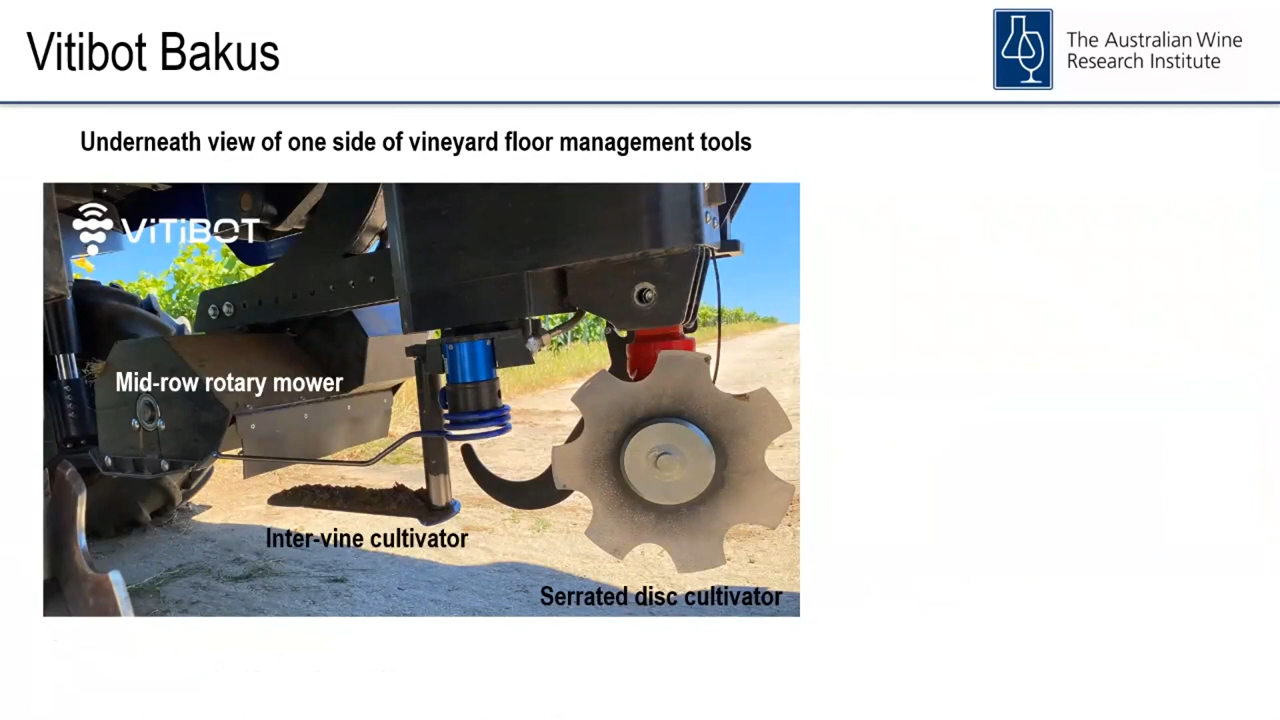 Vitibot Bakus
The Australian Wine
Research Institute
Underneath view of one side of vineyard floor management tools
ViTiBOT
Mid-row rotary mower
Inter-vine cultivator
Serrated disc cultivator